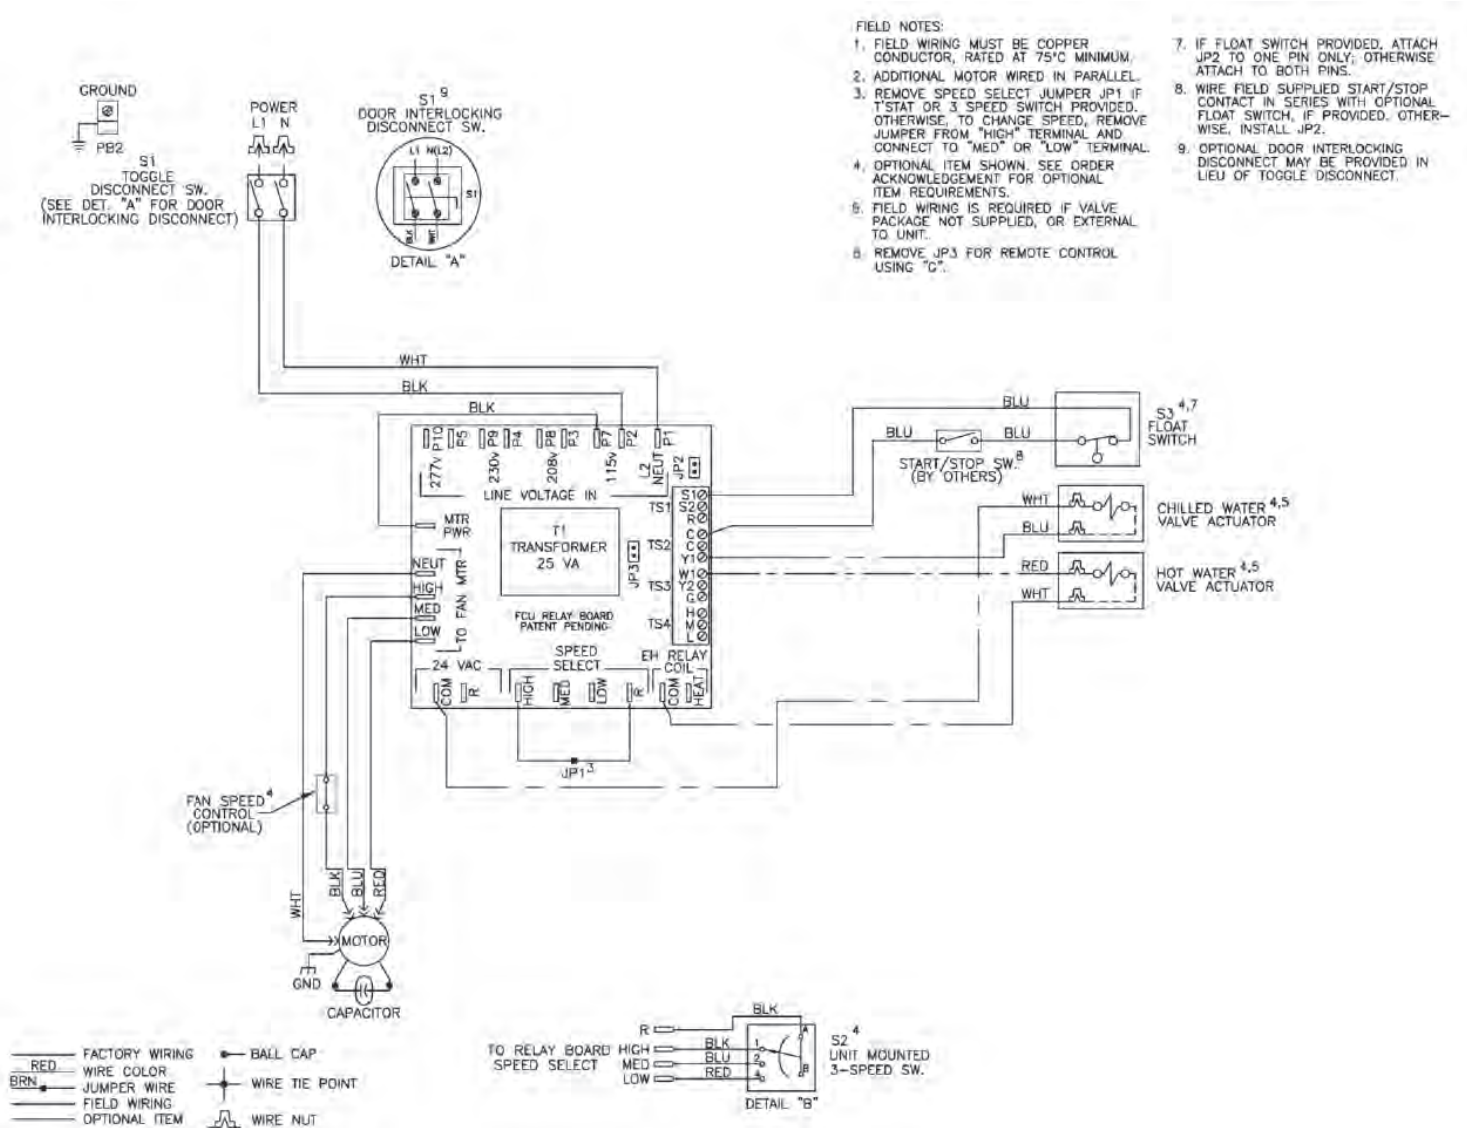 FIELD NOTES:
1. FIELD WIRING MUST BE COPPER
CONDUCTOR, RATED AT 75°C MINIMUM.
2. ADDITIONAL MOTOR WIRED IN PARALLEL.
3. REMOVE SPEED SELECT JUMPER JP1 IF
T'STAT OR 3 SPEED SWITCH PROVIDED.
OTHERWISE, TO CHANGE SPEED, REMOVE
JUMPER FROM "HIGH" TERMINAL AND
CONNECT TO "MED" OR "LOW" TERMINAL.
4. OPTIONAL ITEM SHOWN. SEE ORDER
ACKNOWLEDGEMENT FOR OPTIONAL
ITEM REQUIREMENTS.
5. FIELD WIRING IS REQUIRED IF VALVE
PACKAGE NOT SUPPLIED, OR EXTERNAL
TO UNIT.
6. REMOVE JP3 FOR REMOTE CONTROL
USING "G".
7. IF FLOAT SWITCH PROVIDED, ATTACH
JP2 TO ONE PIN ONLY; OTHERWISE
ATTACH TO BOTH PINS.
8. WIRE FIELD SUPPLIED START/STOP
CONTACT IN SERIES WITH OPTIONAL
FLOAT SWITCH, IF PROVIDED. OTHER-
WISE, INSTALL JP2.
9. OPTIONAL DOOR INTERLOCKING
DISCONNECT MAY BE PROVIDED IN
LIEU OF TOGGLE DISCONNECT.
GROUND
PB2
POWER
L1 N
S1
TOGGLE
DISCONNECT SW.
(SEE DET. "A" FOR DOOR
INTERLOCKING DISCONNECT)
S1 9
DOOR INTERLOCKING
DISCONNECT SW.
L1 N(L2)
S1
BLK WHT
DETAIL "A"
WHT
BLK
BLK
P10 P5 P9 P4 P8 P3 P7 P2 P1
277v 230v 208v 115v L2 NEUT JP2
LINE VOLTAGE IN
MTR
PWR
T1
TRANSFORMER
25 VA
JP3
FCU RELAY BOARD
PATENT PENDING
NEUT
HIGH
MED
LOW
TO FAN MTR
TS1
S1
S2
R
TS2
C
C
Y1
TS3
W1
Y2
G
TS4
H
M
L
24 VAC
COM R
SPEED
SELECT
HIGH MED LOW R
EH RELAY
COIL
COM HEAT
JP1 3
BLU
S3 4,7
FLOAT
SWITCH
BLU BLU
START/STOP SW. 8
(BY OTHERS)
WHT
BLU
CHILLED WATER 4,5
VALVE ACTUATOR
RED
WHT
HOT WATER 4,5
VALVE ACTUATOR
FAN SPEED 4
CONTROL
(OPTIONAL)
WHT
BLK
BLU
RED
MOTOR
GND
CAPACITOR
FACTORY WIRING
RED WIRE COLOR
BRN JUMPER WIRE
FIELD WIRING
OPTIONAL ITEM
BALL CAP
WIRE TIE POINT
WIRE NUT
TO RELAY BOARD
SPEED SELECT
R BLK
HIGH BLK
MED BLU
LOW RED
1
2
4
A
B
S2 4
UNIT MOUNTED
3-SPEED SW.
DETAIL "B"